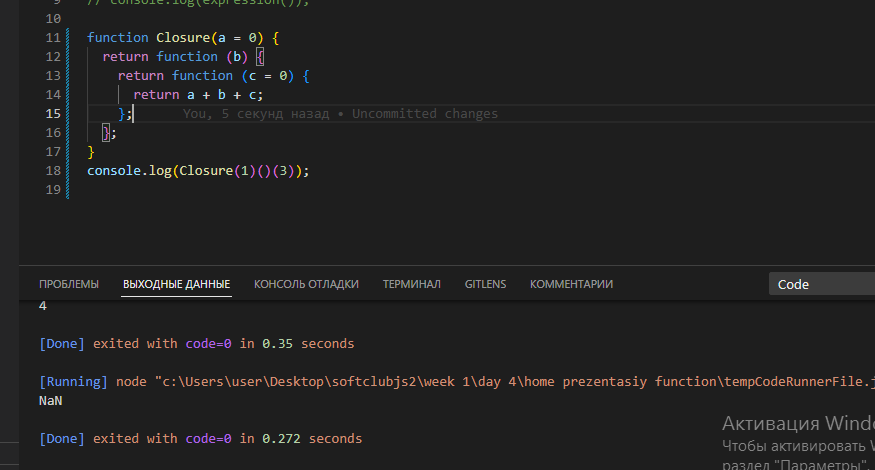 9 // console.log(expression());
10
11 function Closure(a = 0) {
12 return function (b) {
13 return function (c = 0) {
14 return a + b + c;
15 }; You, 5 секунд назад • Uncommitted changes
16 };
17 }
18 console.log(Closure(1)()(3));
19
ПРОБЛЕМЫ ВЫХОДНЫЕ ДАННЫЕ КОНСОЛЬ ОТЛАДКИ ТЕРМИНАЛ GITLENS КОММЕНТАРИИ Code
4
[Done] exited with code=0 in 0.35 seconds
[Running] node "c:\Users\user\Desktop\softclubjs2\week 1\day 4\home prezentasiy function\tempCodeRunnerFile.j
NaN
[Done] exited with code=0 in 0.272 seconds
Активация Windo
Чтобы активировать W
раздел "Параметры".